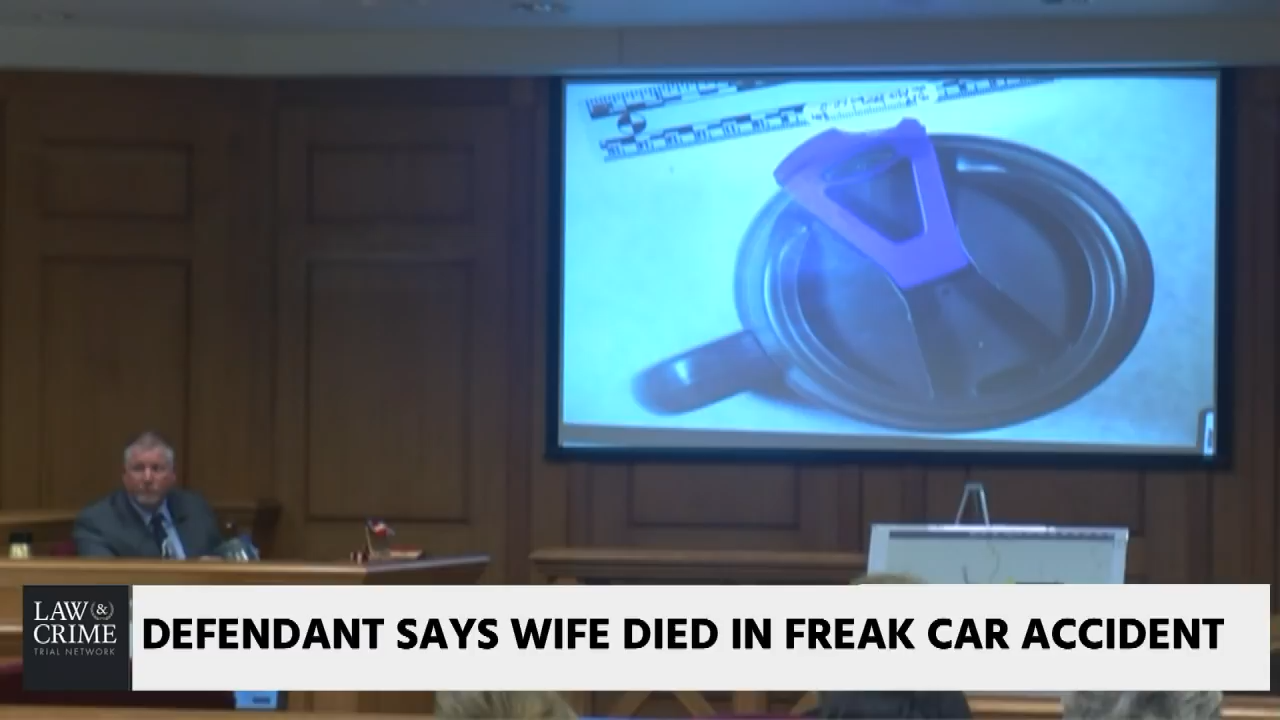 LAW & CRIME
TRIAL NETWORK
DEFENDANT SAYS WIFE DIED IN FREAK CAR ACCIDENT